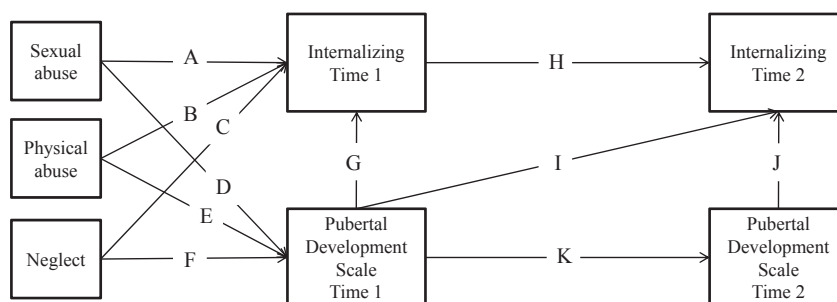 Sexual
abuse
Physical
abuse
Neglect
A
B
C
D
E
F
Internalizing
Time 1
G
Pubertal
Development
Scale
Time 1
H
I
K
Internalizing
Time 2
J
Pubertal
Development
Scale
Time 2